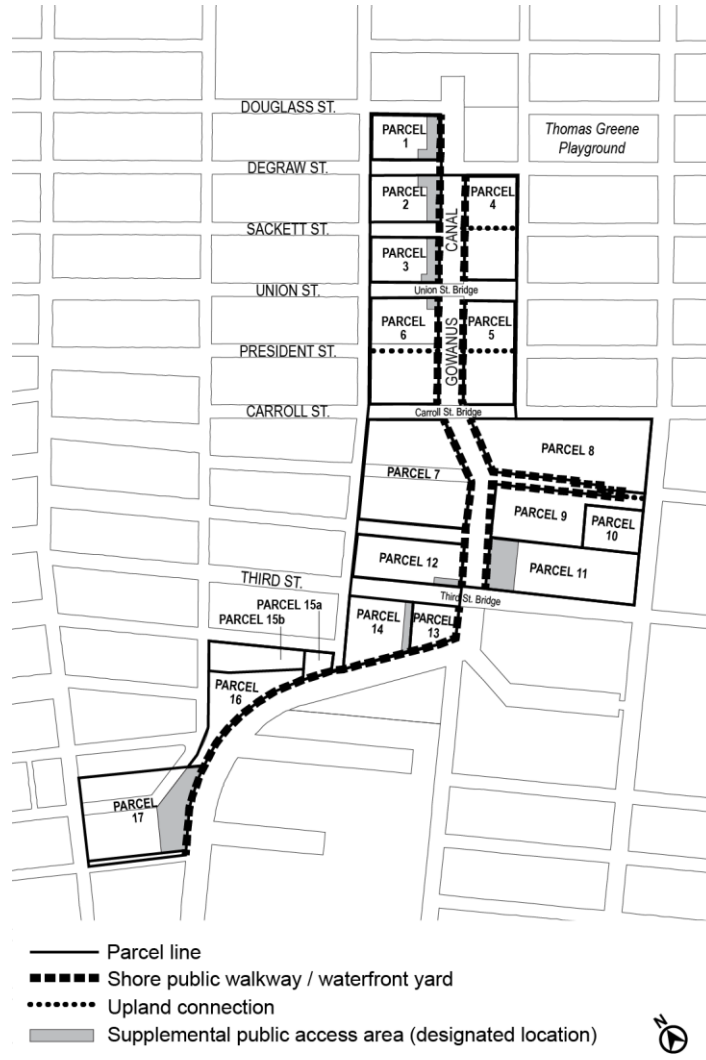 DOUGLASS ST.
PARCEL
1
Thomas Greene
Playground
DEGRAW ST.
PARCEL
2
PARCEL
4
CANAL
SACKETT ST.
PARCEL
3
UNION ST.
Union St. Bridge
PARCEL
6
GOWANUS
PARCEL
5
PRESIDENT ST.
CARROLL ST.
Carroll St. Bridge
PARCEL 8
PARCEL 7
PARCEL 9
PARCEL
10
PARCEL 12
PARCEL 11
THIRD ST.
Third St. Bridge
PARCEL 15a
PARCEL 15b
PARCEL
14
PARCEL
13
PARCEL
16
PARCEL
17
Parcel line
Shore public walkway / waterfront yard
Upland connection
Supplemental public access area (designated location)
N